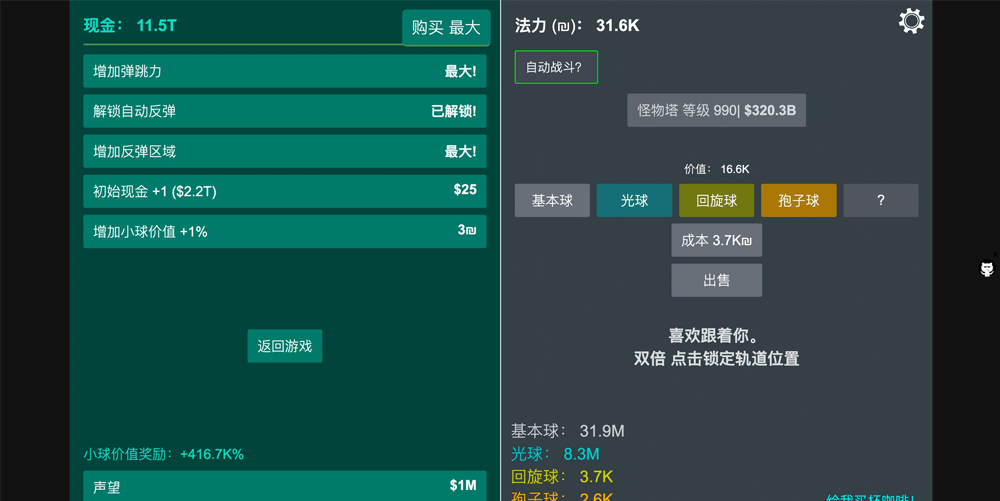 现金： 11.5T
购买 最大
增加弹跳力 最大!
解锁自动反弹 已解锁!
增加反弹区域 最大!
初始现金 +1 ($2.2T) $25
增加小球价值 +1% 3₪
返回游戏
小球价值奖励：+416.7K%
声望 $1M
法力 (₪)： 31.6K
自动战斗?
怪物塔 等级 990| $320.3B
价值： 16.6K
基本球 光球 回旋球 孢子球 ?
成本 3.7K₪
出售
喜欢跟着你。
双倍 点击锁定轨道位置
基本球： 31.9M
光球： 8.3M
回旋球： 3.7K
孢子球： 2.6K
给我买杯咖啡！